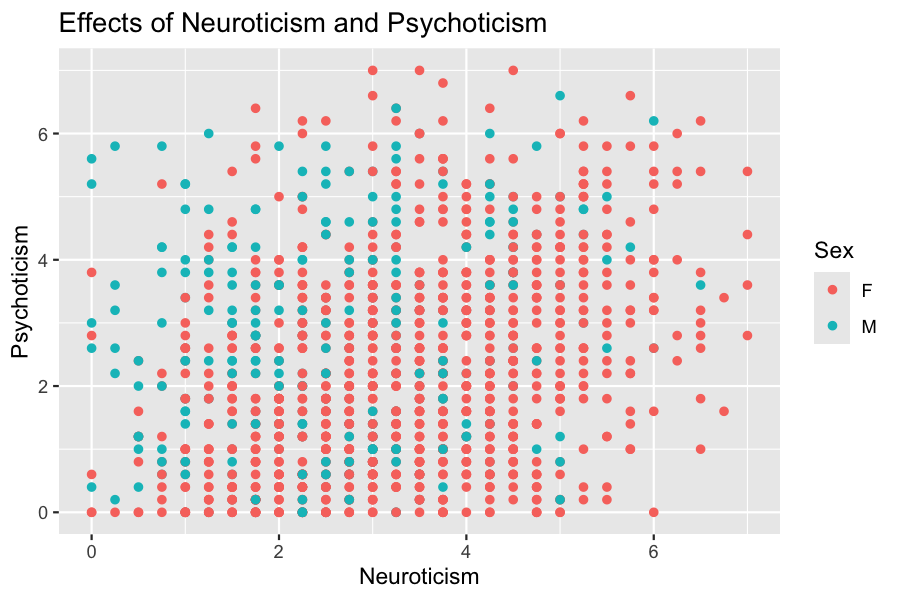 Effects of Neuroticism and Psychoticism
Psychoticism
6
4
2
0
0 2 4 6
Neuroticism
Sex
F
M